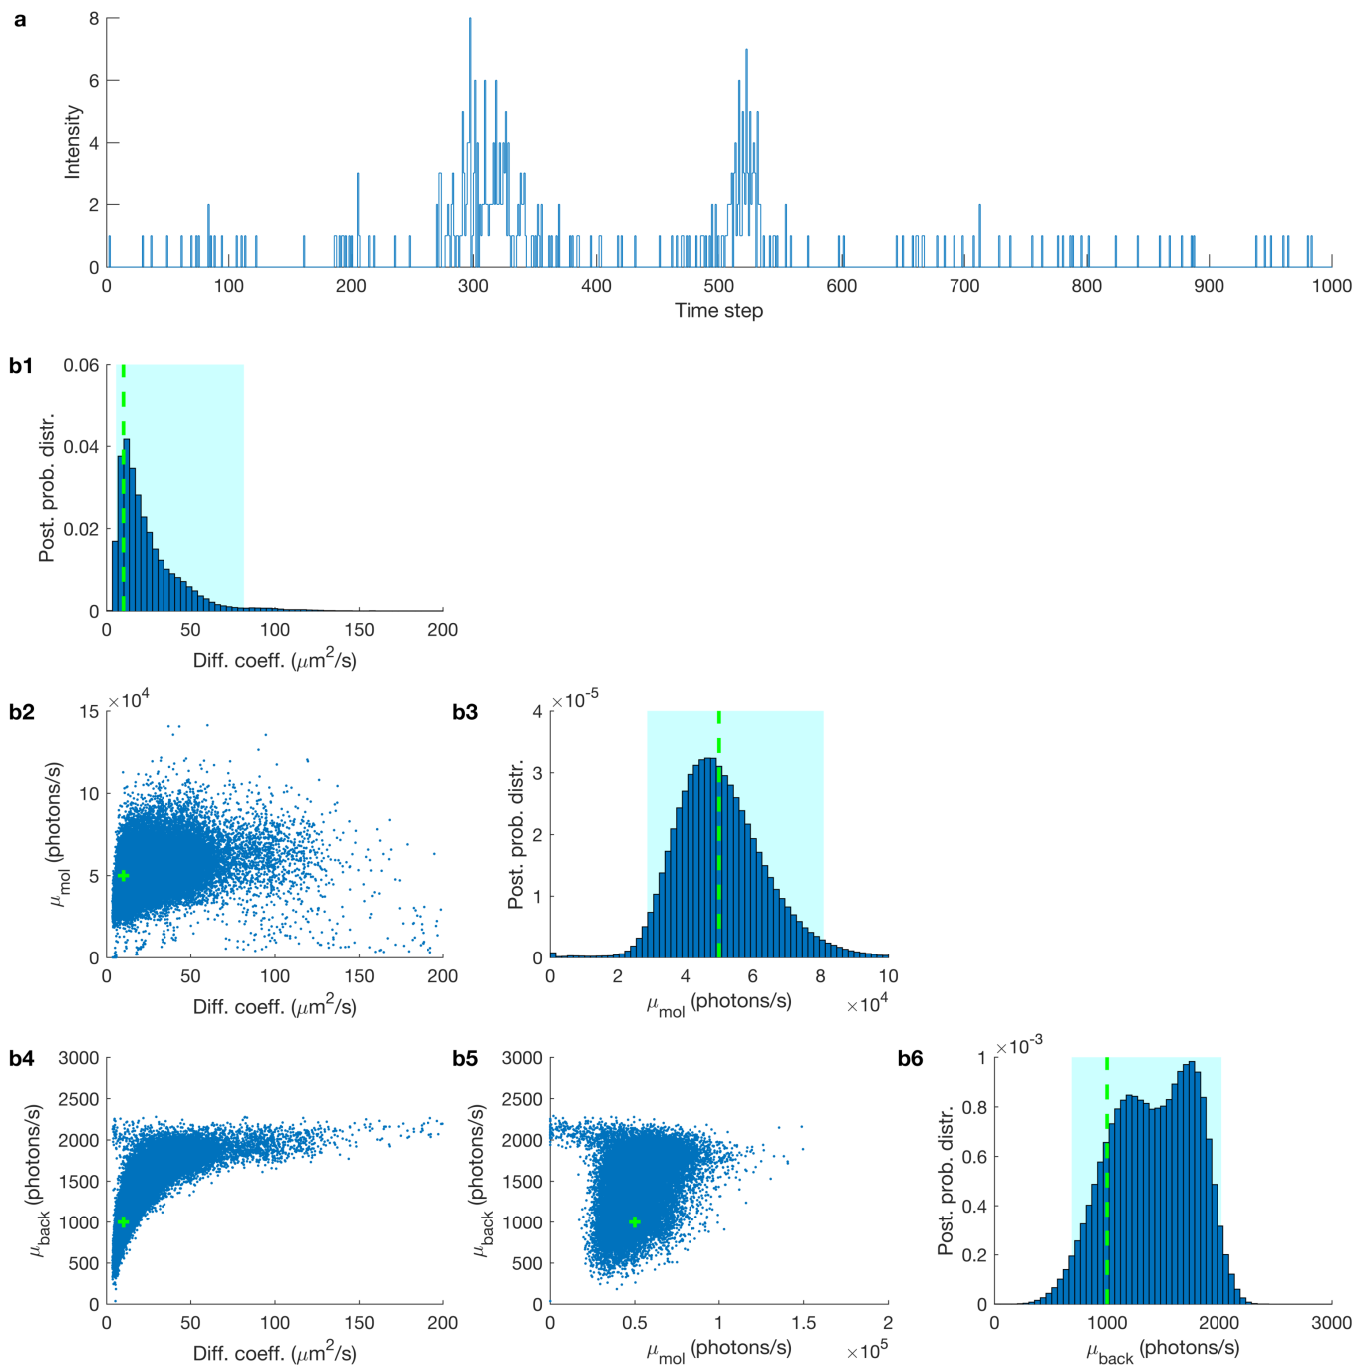 a
8
6
4
2
0
Intensity
0 100 200 300 400 500 600 700 800 900 1000
Time step
b1
0.06
0.04
0.02
0
Post. prob. distr.
0 50 100 150 200
Diff. coeff. (μm²/s)
b2
×10⁴
15
10
5
0
μmol (photons/s)
0 50 100 150 200
Diff. coeff. (μm²/s)
b3
×10⁻⁵
4
3
2
1
0
Post. prob. distr.
0 2 4 6 8 10
μmol (photons/s)
×10⁴
b4
3000
2500
2000
1500
1000
500
0
μback (photons/s)
0 50 100 150 200
Diff. coeff. (μm²/s)
b5
3000
2500
2000
1500
1000
500
0
μback (photons/s)
0 0.5 1 1.5 2
μmol (photons/s)
×10⁵
b6
×10⁻³
1
0.8
0.6
0.4
0.2
0
Post. prob. distr.
0 1000 2000 3000
μback (photons/s)